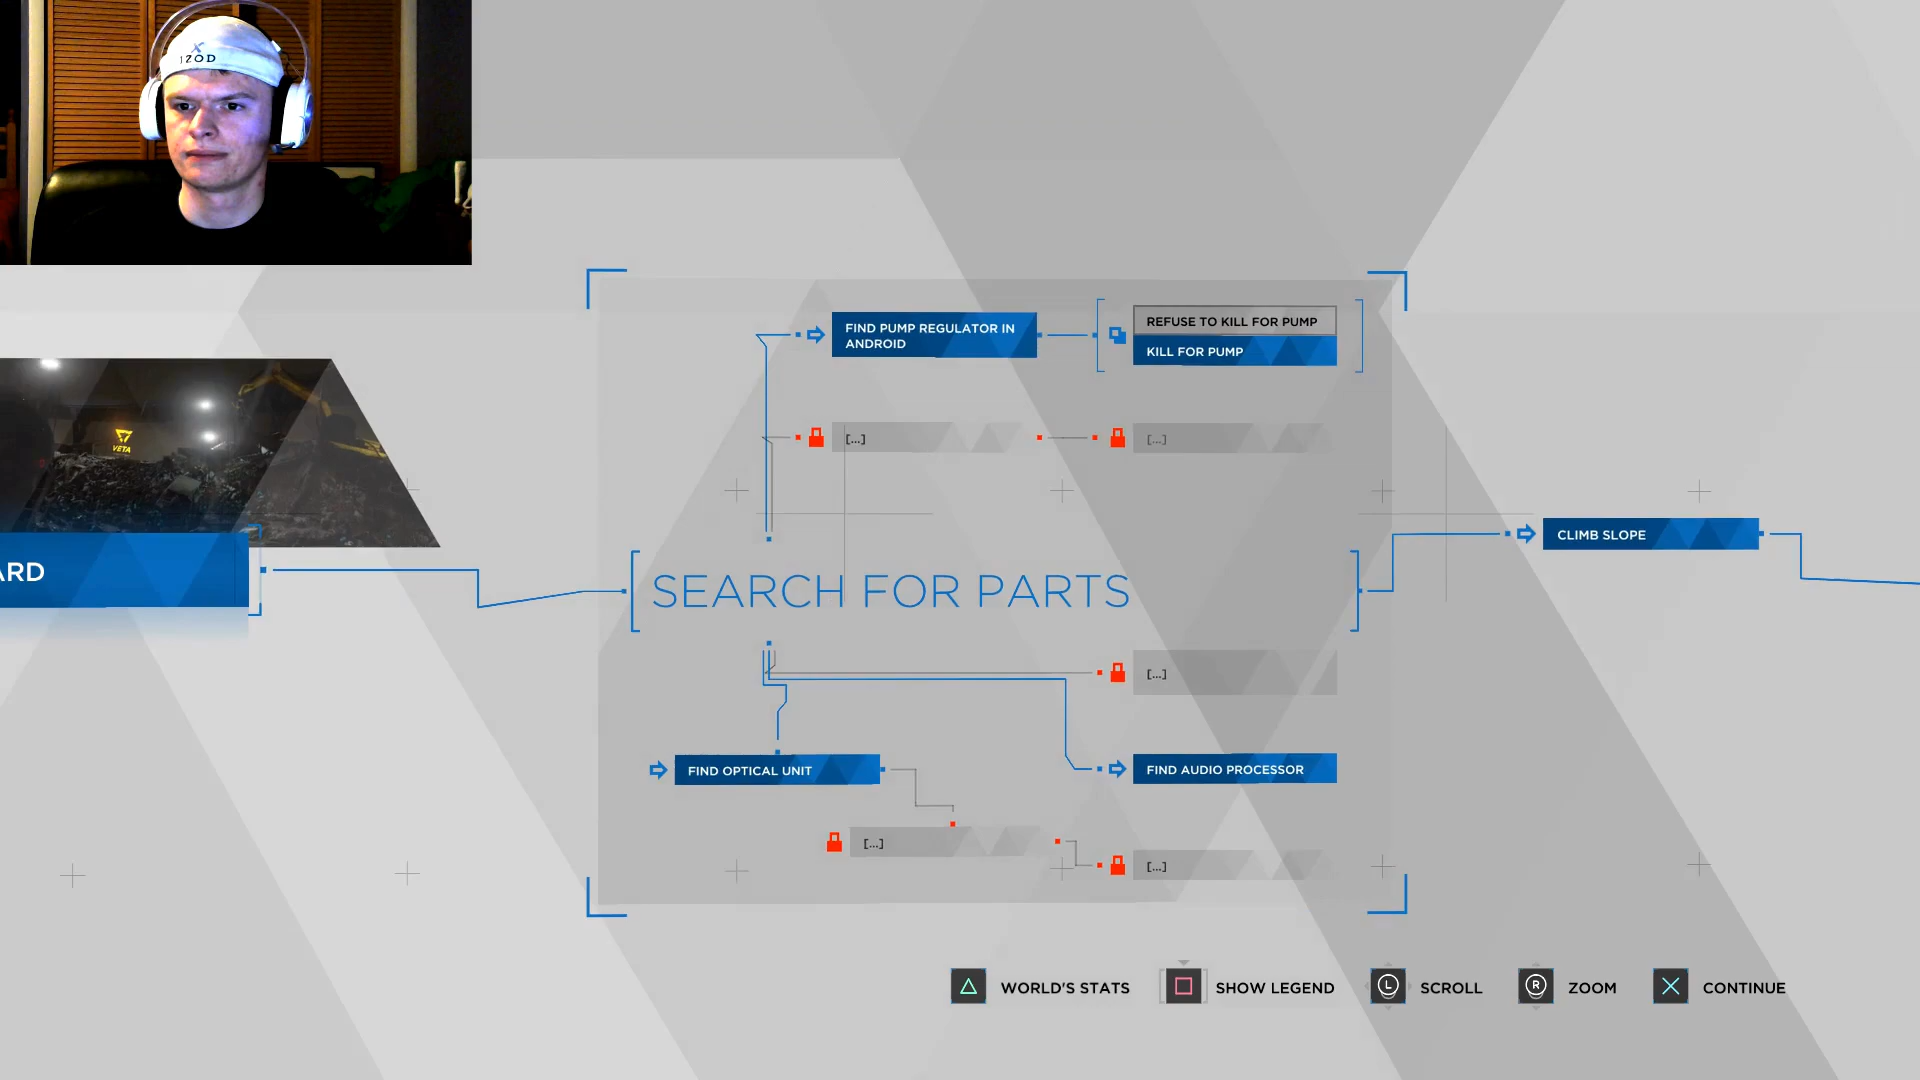 IZOD
FIND PUMP REGULATOR IN
ANDROID
REFUSE TO KILL FOR PUMP
KILL FOR PUMP
[...]
[...]
VETA
ARD
SEARCH FOR PARTS
CLIMB SLOPE
[...]
FIND OPTICAL UNIT
FIND AUDIO PROCESSOR
[...]
[...]
WORLD'S STATS
SHOW LEGEND
L
SCROLL
R
ZOOM
CONTINUE